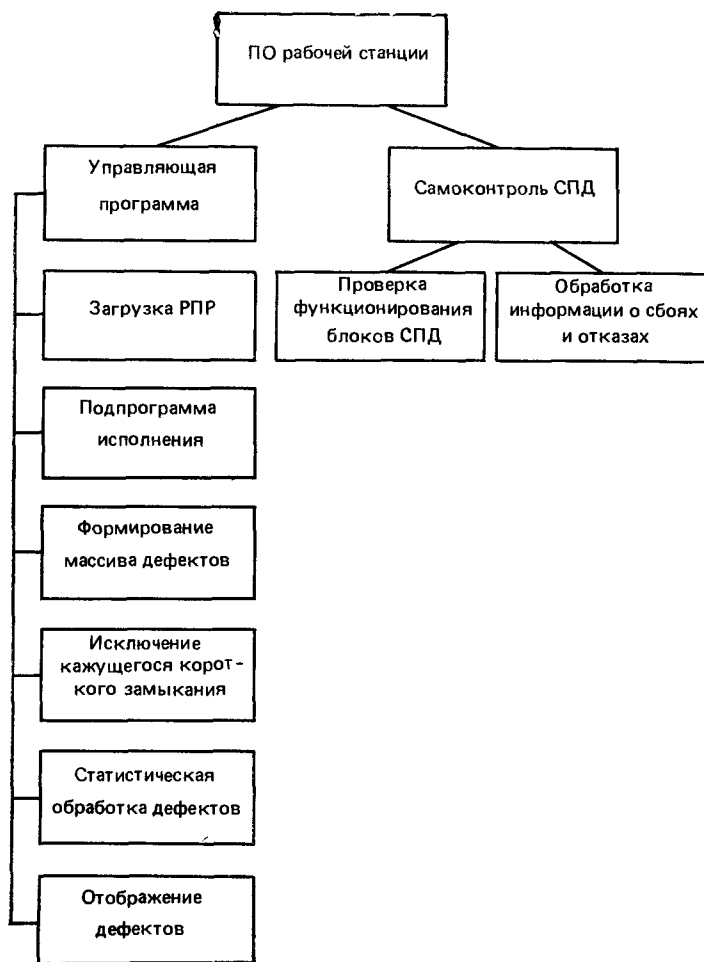 ПО рабочей станции
Управляющая
программа
Самоконтроль СПД
Загрузка РПР
Проверка
функционирования
блоков СПД
Обработка
информации о сбоях
и отказах
Подпрограмма
исполнения
Формирование
массива дефектов
Исключение
кажущегося корот-
кого замыкания
Статистическая
обработка дефектов
Отображение
дефектов